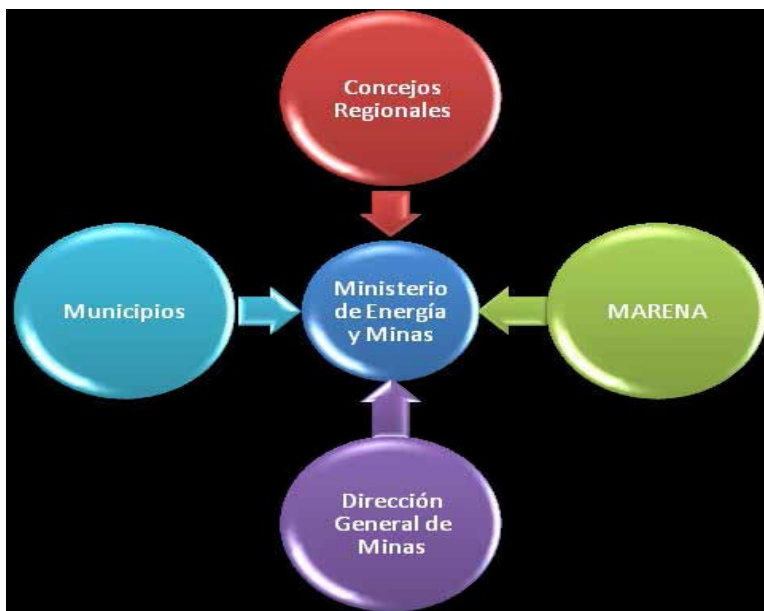 Concejos
Regionales
Municipios
Ministerio
de Energía
y Minas
MARENA
Dirección
General de
Minas